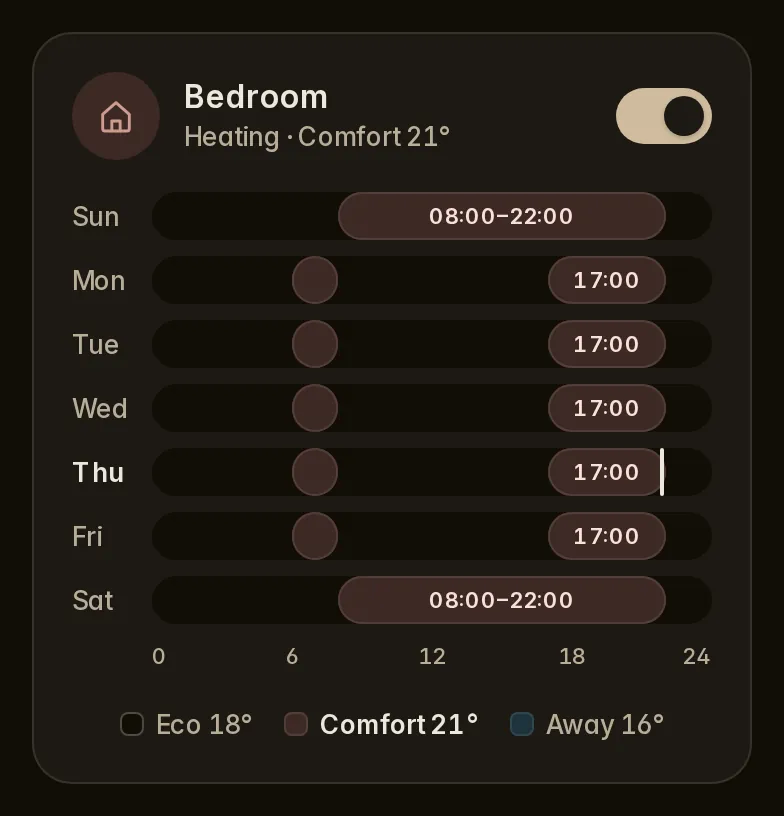 Bedroom
Heating · Comfort 21°
Sun 08:00–22:00
Mon 17:00
Tue 17:00
Wed 17:00
Thu 17:00
Fri 17:00
Sat 08:00–22:00
0 6 12 18 24
Eco 18° Comfort 21° Away 16°